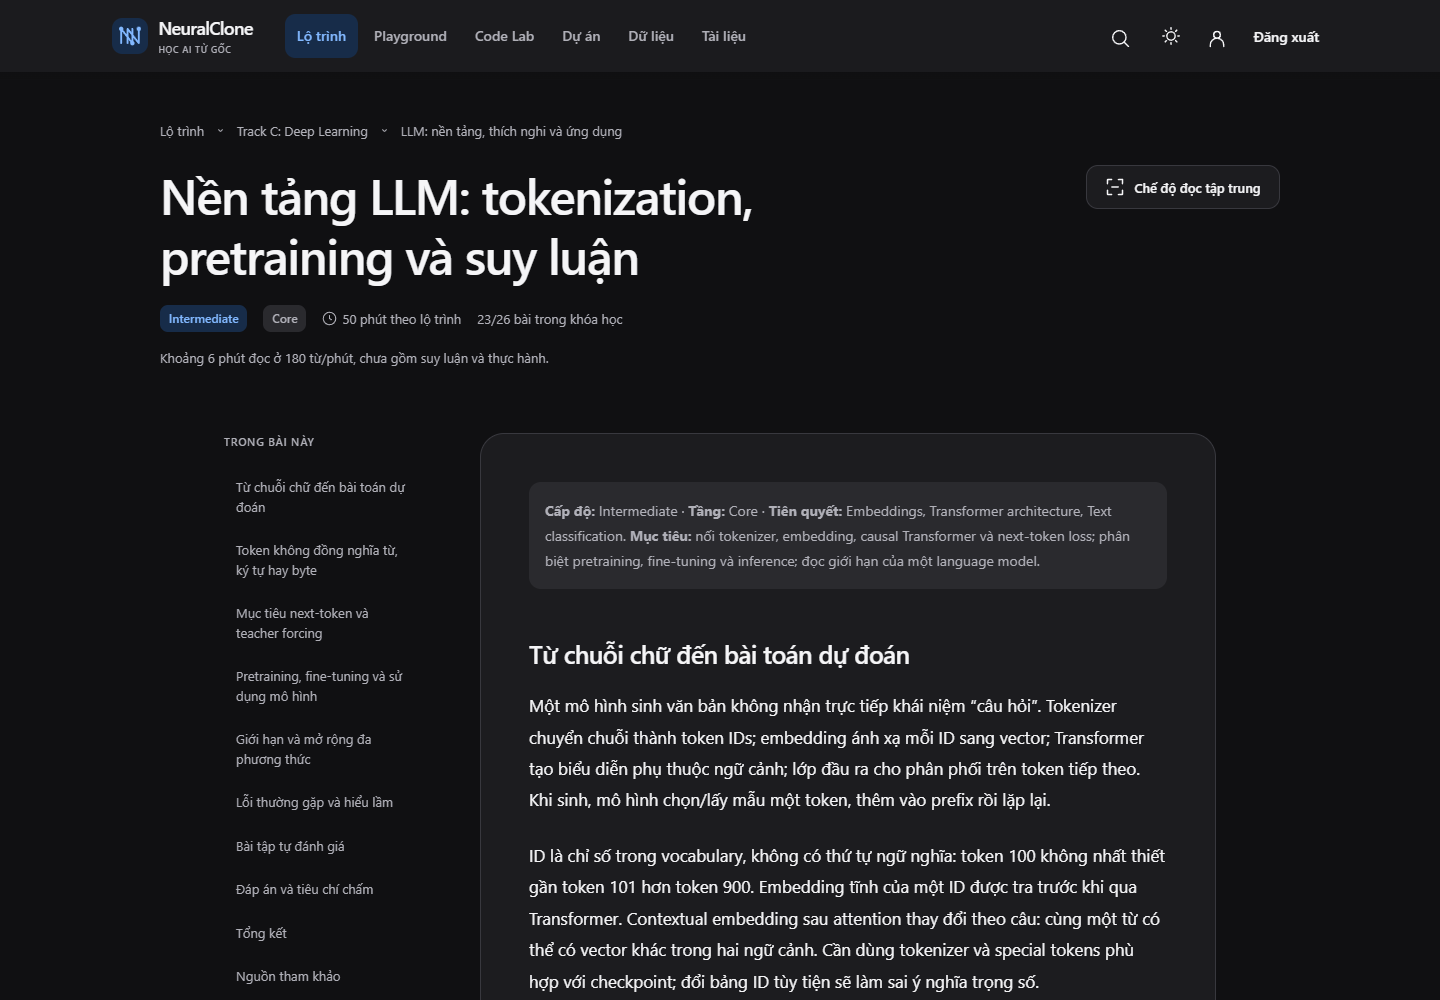 NeuralClone
HỌC AI TỪ GỐC
Lộ trình
Playground
Code Lab
Dự án
Dữ liệu
Tài liệu
Đăng xuất
Lộ trình
Track C: Deep Learning
LLM: nền tảng, thích nghi và ứng dụng
Nền tảng LLM: tokenization,
pretraining và suy luận
Chế độ đọc tập trung
Intermediate
Core
50 phút theo lộ trình
23/26 bài trong khóa học
Khoảng 6 phút đọc ở 180 từ/phút, chưa gồm suy luận và thực hành.
TRONG BÀI NÀY
Từ chuỗi chữ đến bài toán dự
đoán
Token không đồng nghĩa từ,
ký tự hay byte
Mục tiêu next-token và
teacher forcing
Pretraining, fine-tuning và sử
dụng mô hình
Giới hạn và mở rộng đa
phương thức
Lỗi thường gặp và hiểu lầm
Bài tập tự đánh giá
Đáp án và tiêu chí chấm
Tổng kết
Nguồn tham khảo
Cấp độ: Intermediate · Tầng: Core · Tiên quyết: Embeddings, Transformer architecture, Text
classification. Mục tiêu: nối tokenizer, embedding, causal Transformer và next-token loss; phân
biệt pretraining, fine-tuning và inference; đọc giới hạn của một language model.
Từ chuỗi chữ đến bài toán dự đoán
Một mô hình sinh văn bản không nhận trực tiếp khái niệm “câu hỏi”. Tokenizer
chuyển chuỗi thành token IDs; embedding ánh xạ mỗi ID sang vector; Transformer
tạo biểu diễn phụ thuộc ngữ cảnh; lớp đầu ra cho phân phối trên token tiếp theo.
Khi sinh, mô hình chọn/lấy mẫu một token, thêm vào prefix rồi lặp lại.
ID là chỉ số trong vocabulary, không có thứ tự ngữ nghĩa: token 100 không nhất thiết
gần token 101 hơn token 900. Embedding tĩnh của một ID được tra trước khi qua
Transformer. Contextual embedding sau attention thay đổi theo câu: cùng một từ có
thể có vector khác trong hai ngữ cảnh. Cần dùng tokenizer và special tokens phù
hợp với checkpoint; đổi bảng ID tùy tiện sẽ làm sai ý nghĩa trọng số.